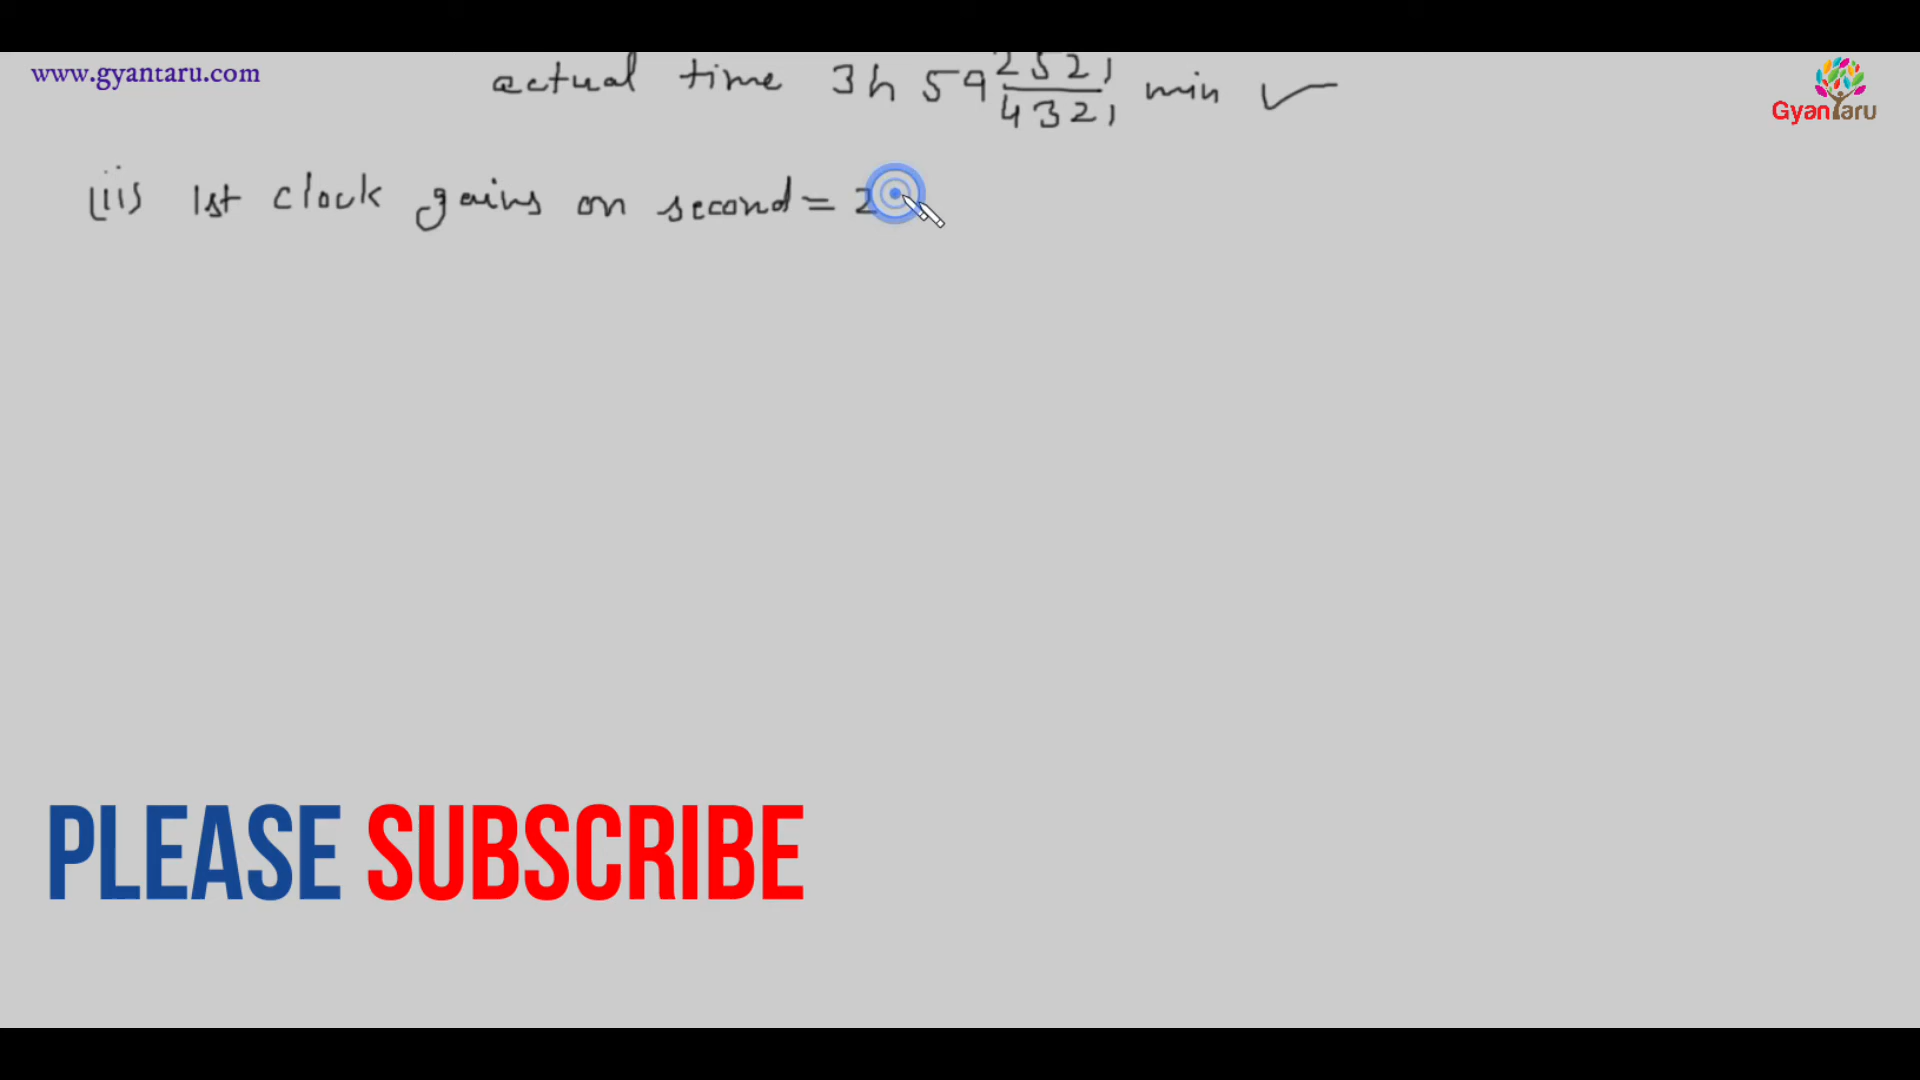 www.gyantaru.com
actual time 3h 59 2521/4321 min ✓
GyanTaru
(ii) 1st clock gains on second = 2
PLEASE SUBSCRIBE